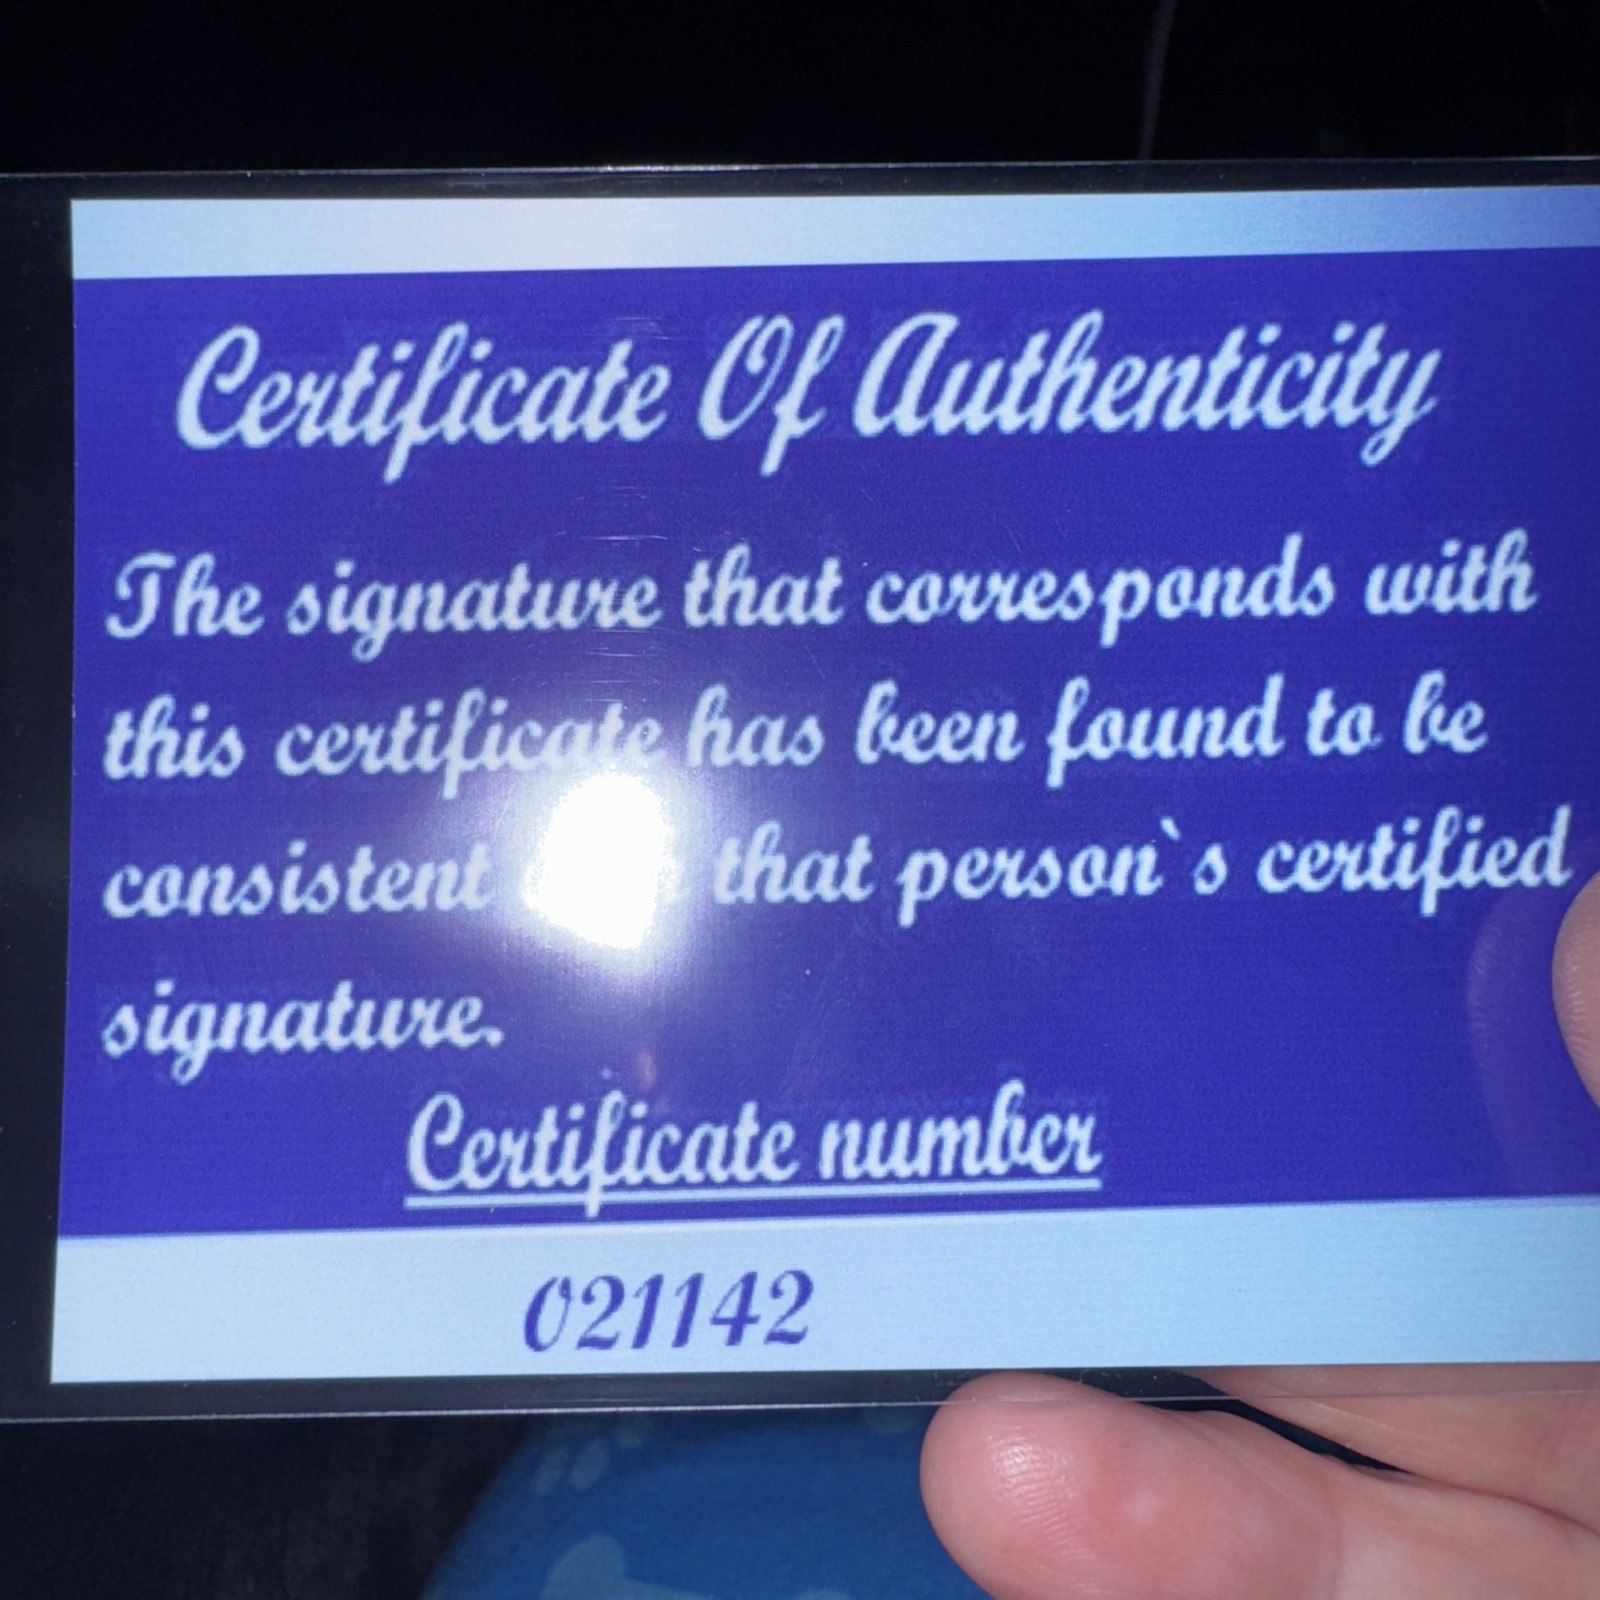 Certificate Of Authenticity
The signature that corresponds with
this certificate has been found to be
consistent that person`s certified
signature.
Certificate number
021142